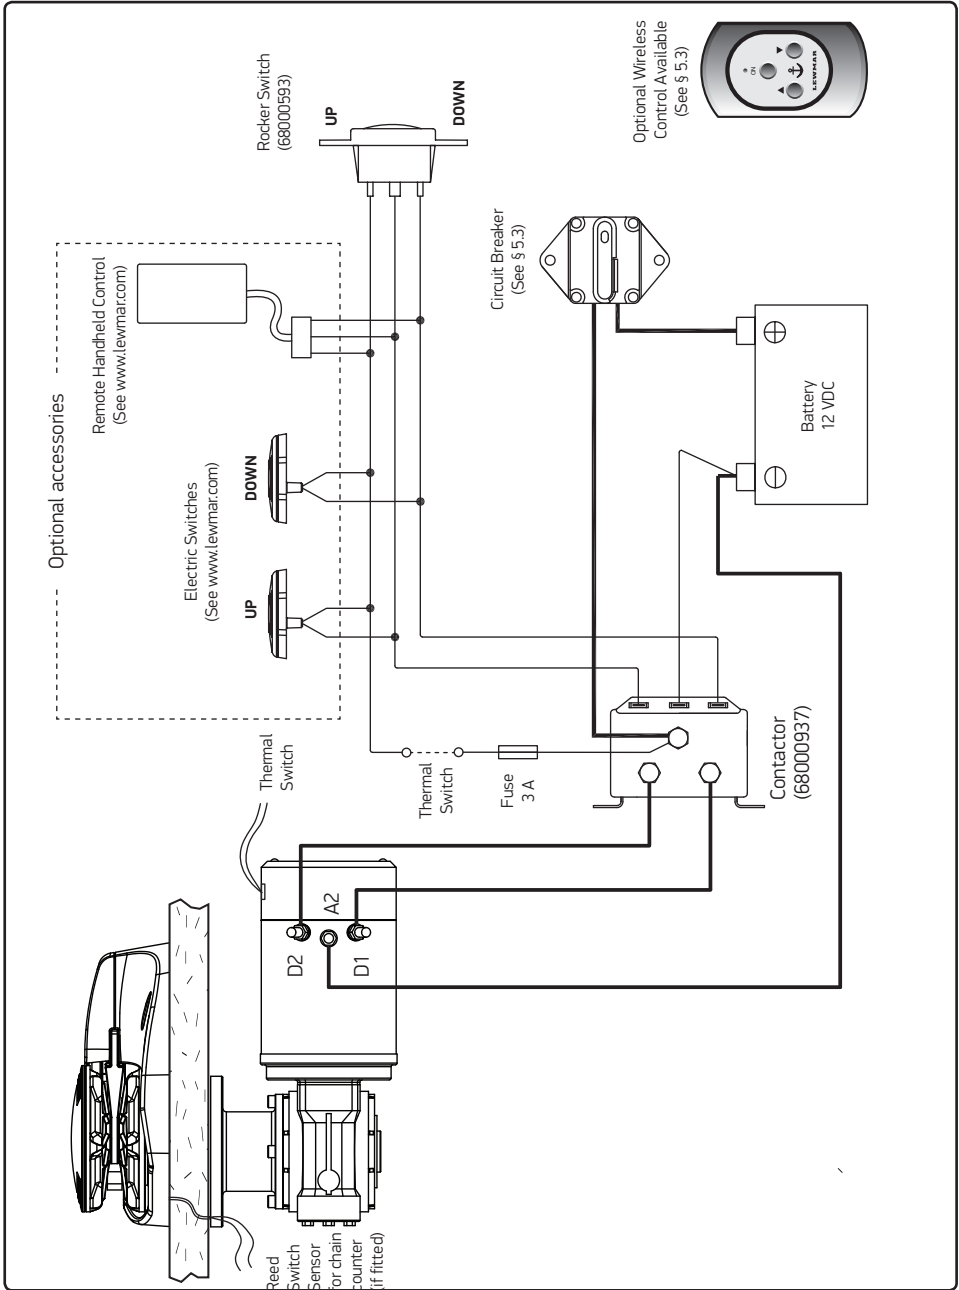 Optional accessories
Remote Handheld Control
(See www.lewmar.com)
Electric Switches
(See www.lewmar.com)
UP
DOWN
Rocker Switch
(68000593)
UP
DOWN
Thermal
Switch
Reed
Switch
Sensor
for chain
counter
(if fitted)
D2
A2
D1
Thermal
Switch
Fuse
3 A
Circuit Breaker
(See § 5.3)
Optional Wireless
Control Available
(See § 5.3)
ON
LEWMAR
Contactor
(68000937)
Battery
12 VDC